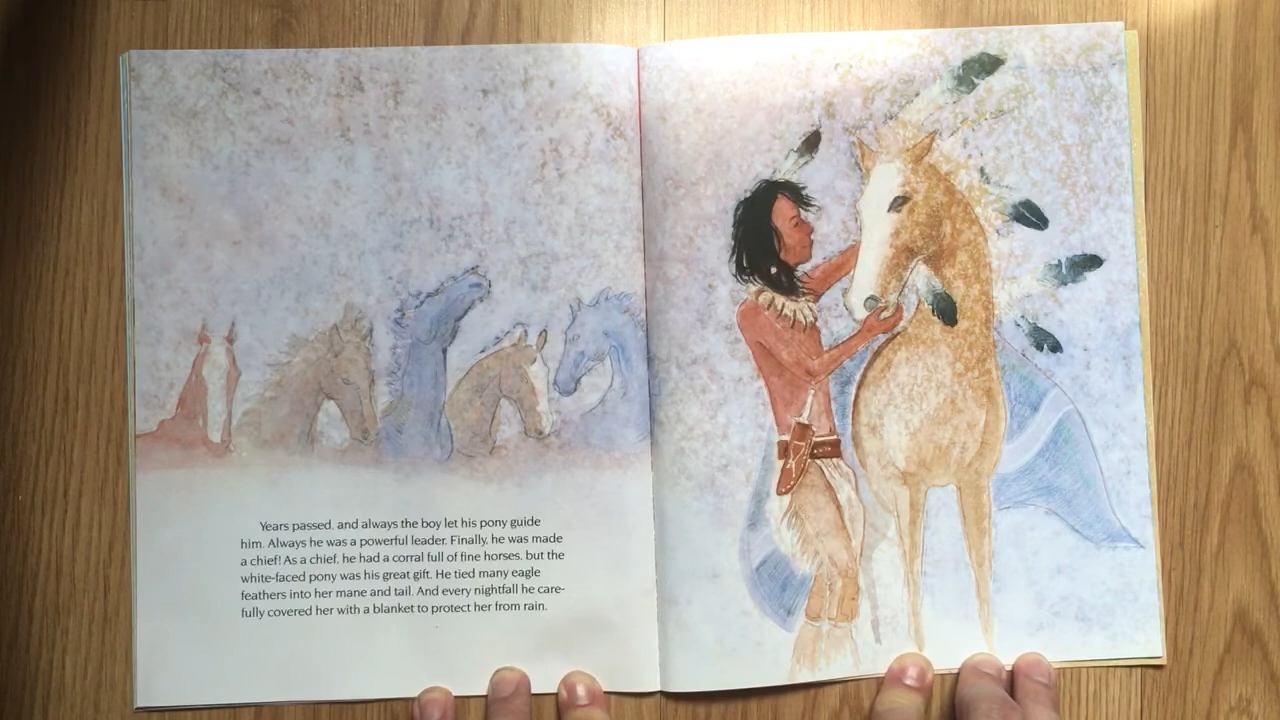 Years passed, and always the boy let his pony guide
him. Always he was a powerful leader. Finally, he was made
a chief! As a chief, he had a corral full of fine horses, but the
white-faced pony was his great gift. He tied many eagle
feathers into her mane and tail. And every nightfall he care-
fully covered her with a blanket to protect her from rain.